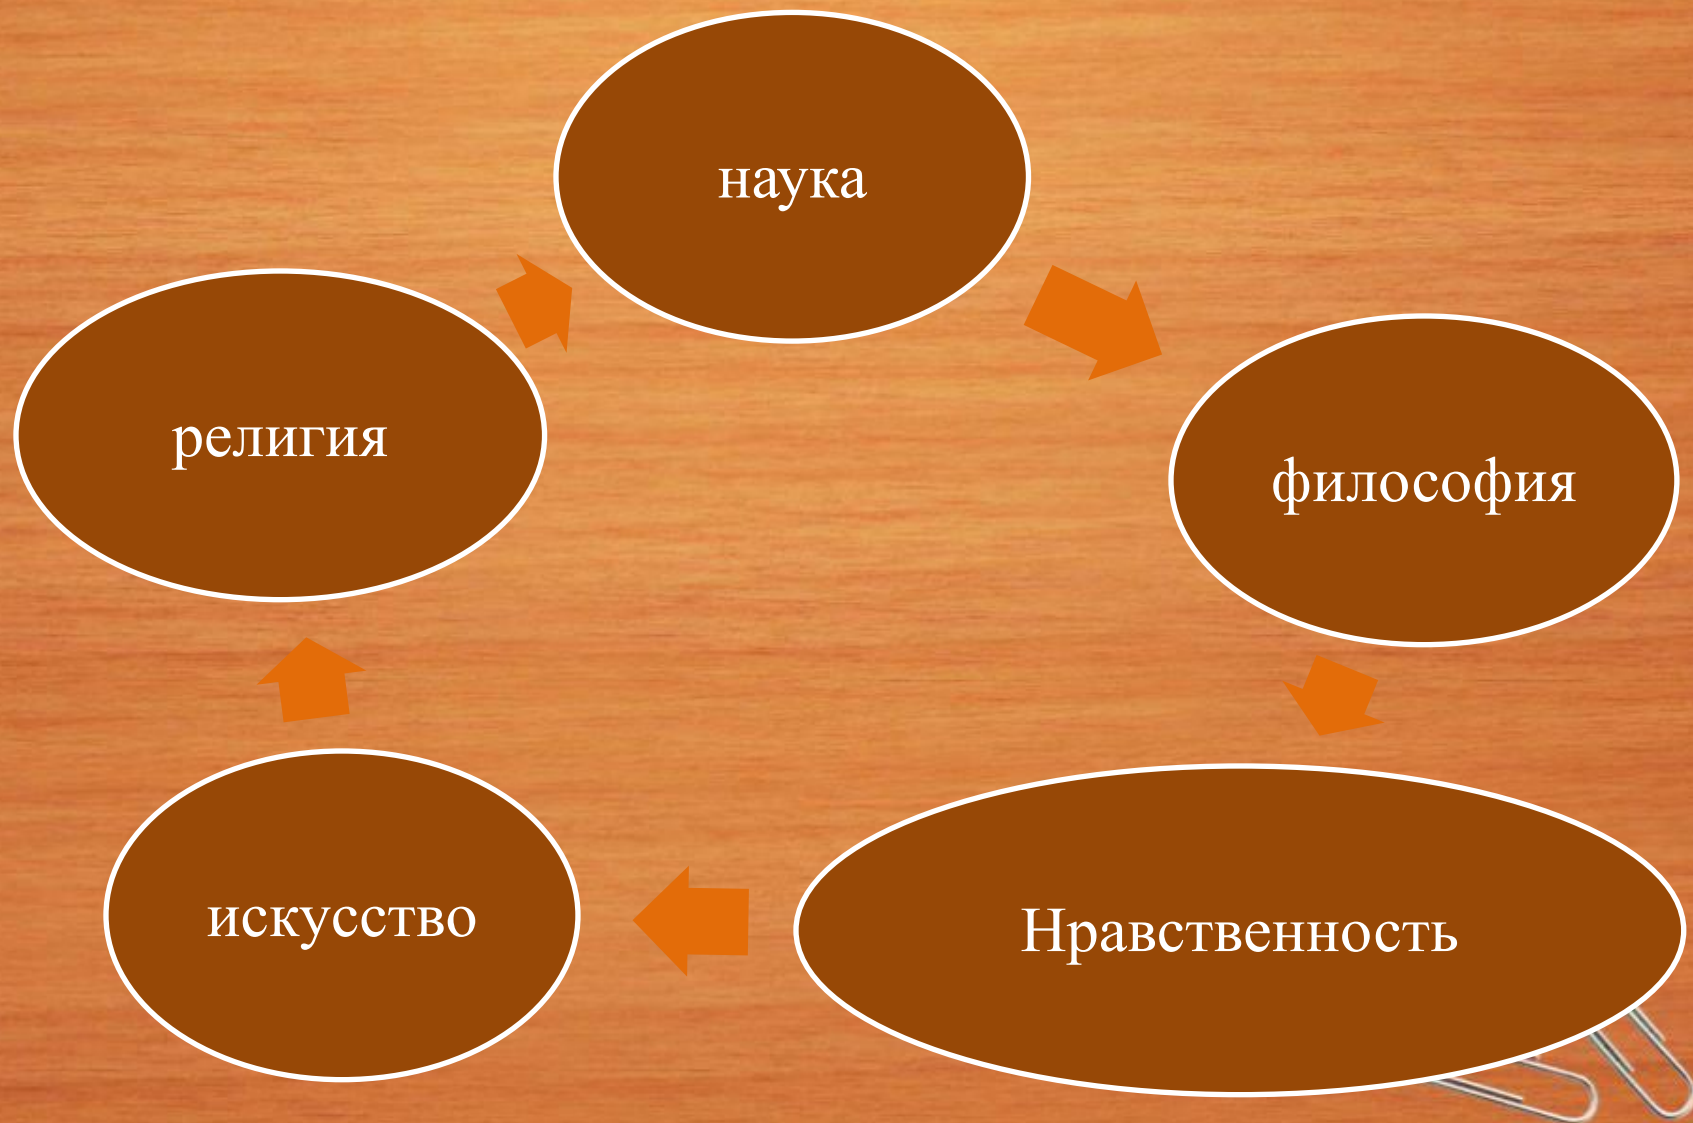 наука
религия
философия
искусство
Нравственность